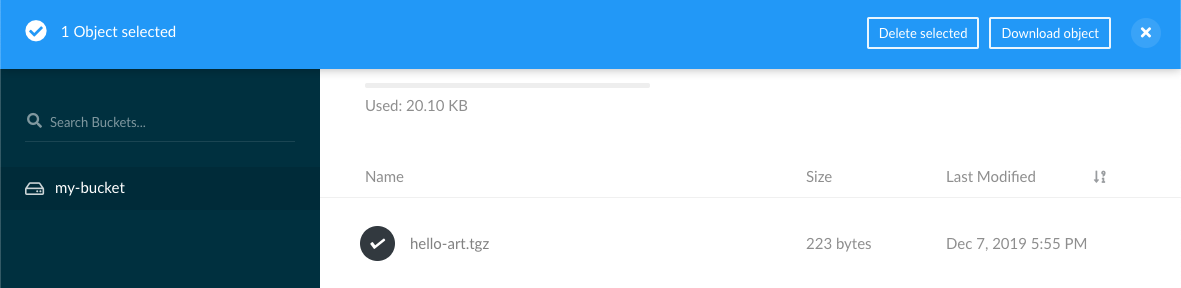 1 Object selected
Delete selected
Download object
Search Buckets...
Used: 20.10 KB
my-bucket
Name Size Last Modified
hello-art.tgz 223 bytes Dec 7, 2019 5:55 PM